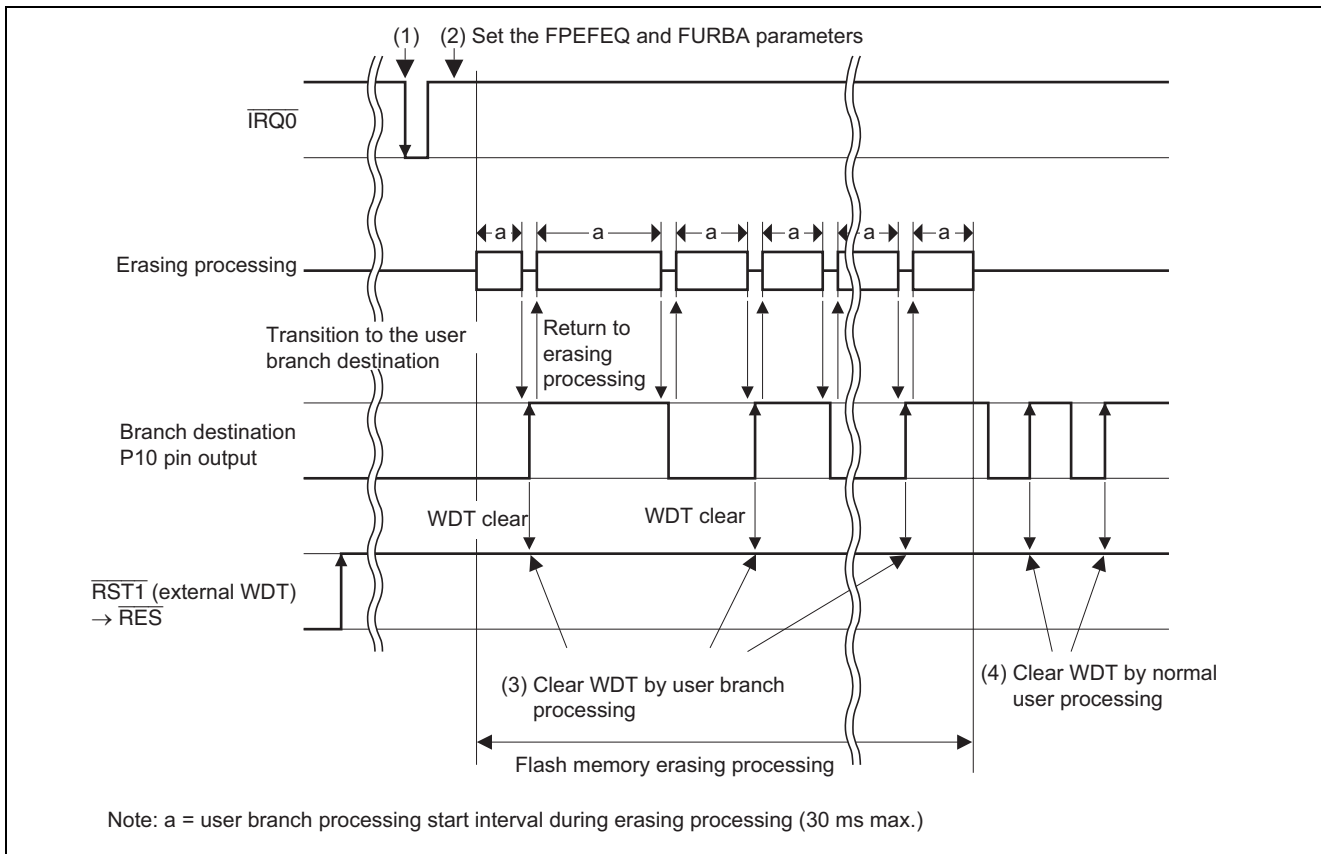 (1) (2) Set the FPEFEQ and FURBA parameters
IRQ0
a a a a a a
Erasing processing
Transition to the user
branch destination
Return to
erasing
processing
Branch destination
P10 pin output
WDT clear WDT clear
RST1 (external WDT)
→ RES
(3) Clear WDT by user branch
processing
(4) Clear WDT by normal
user processing
Flash memory erasing processing
Note: a = user branch processing start interval during erasing processing (30 ms max.)